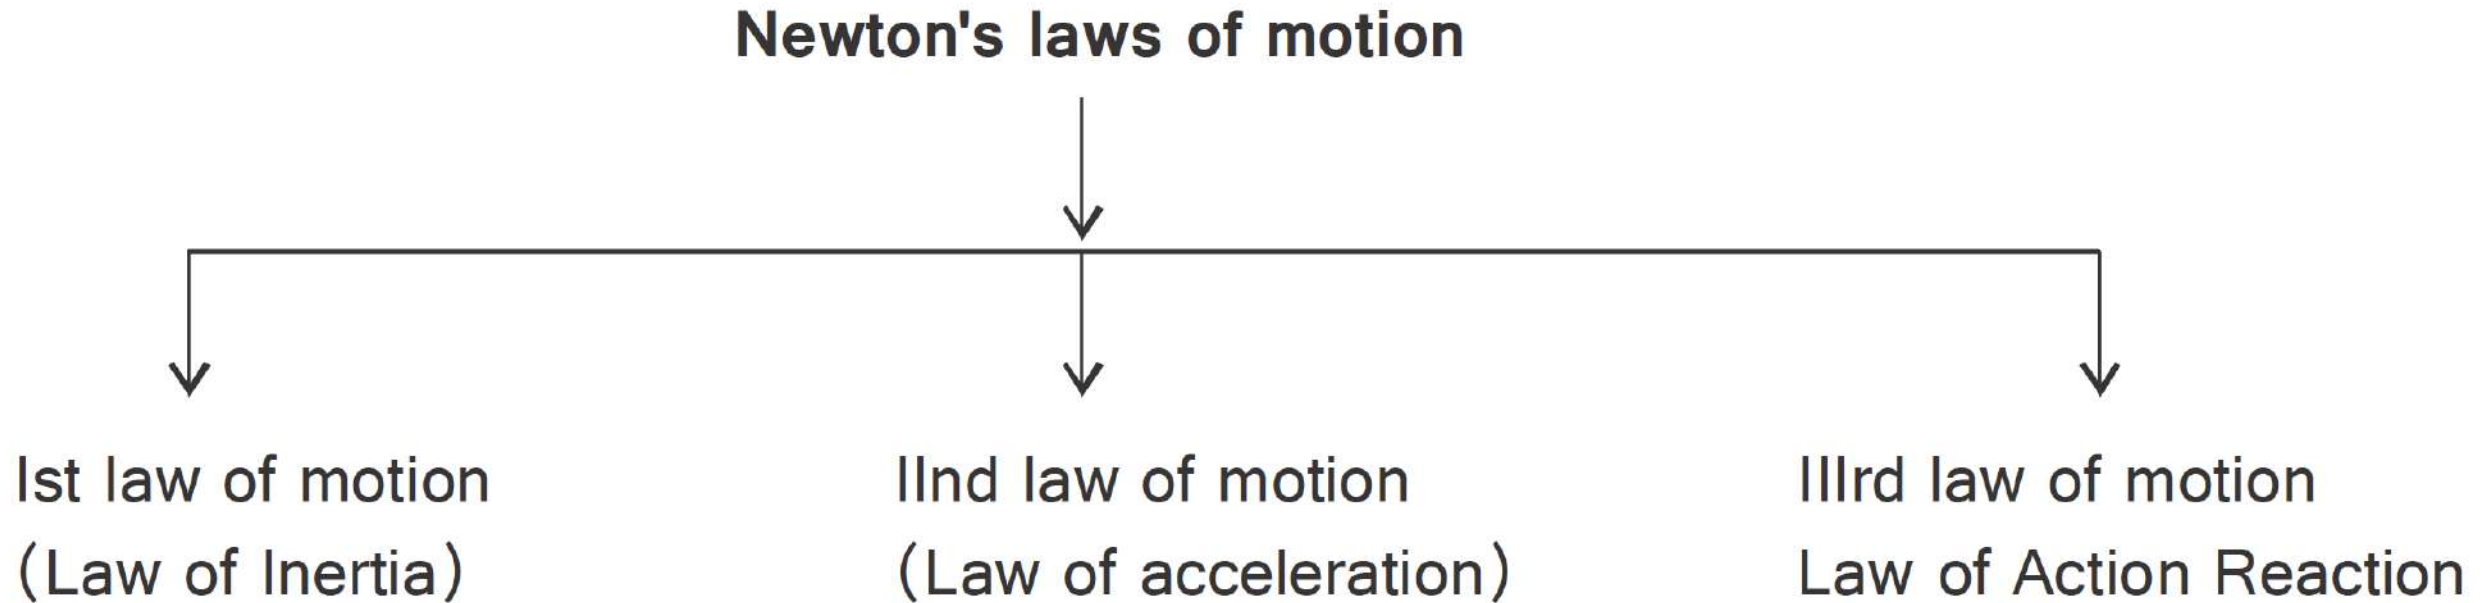 Newton's laws of motion
Ist law of motion
(Law of Inertia)
IInd law of motion
(Law of acceleration)
IIIrd law of motion
Law of Action Reaction